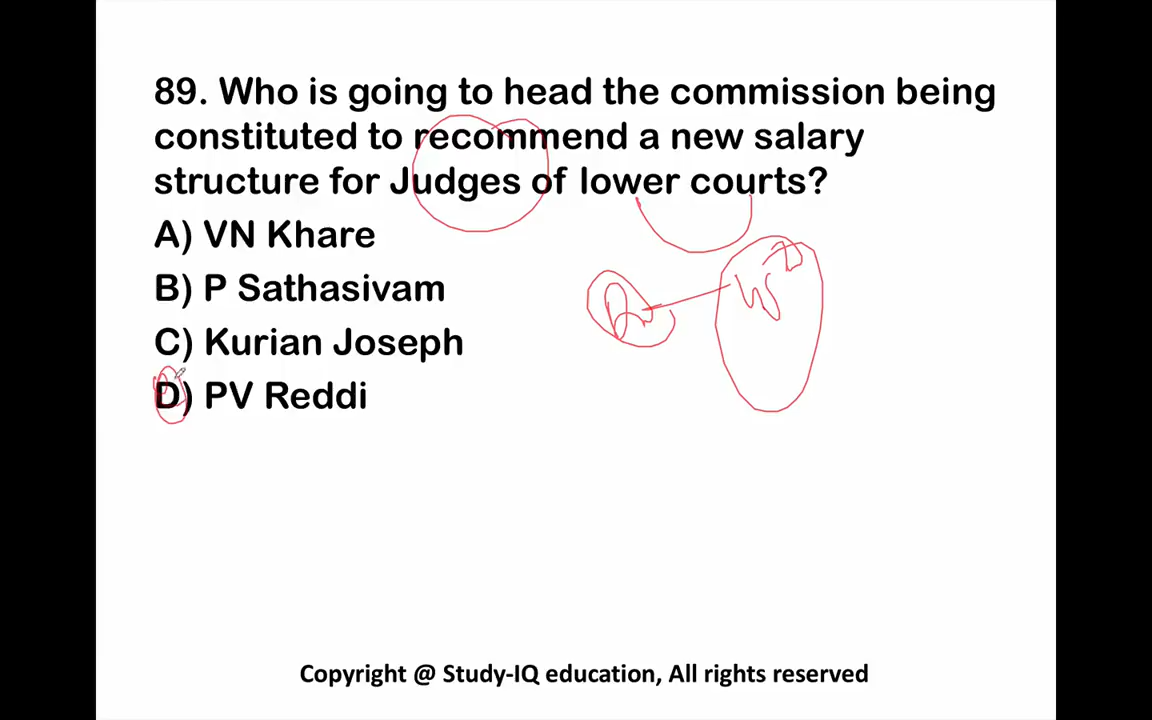 89. Who is going to head the commission being
constituted to recommend a new salary
structure for Judges of lower courts?
A) VN Khare
B) P Sathasivam
C) Kurian Joseph
D) PV Reddi
Copyright @ Study-IQ education, All rights reserved